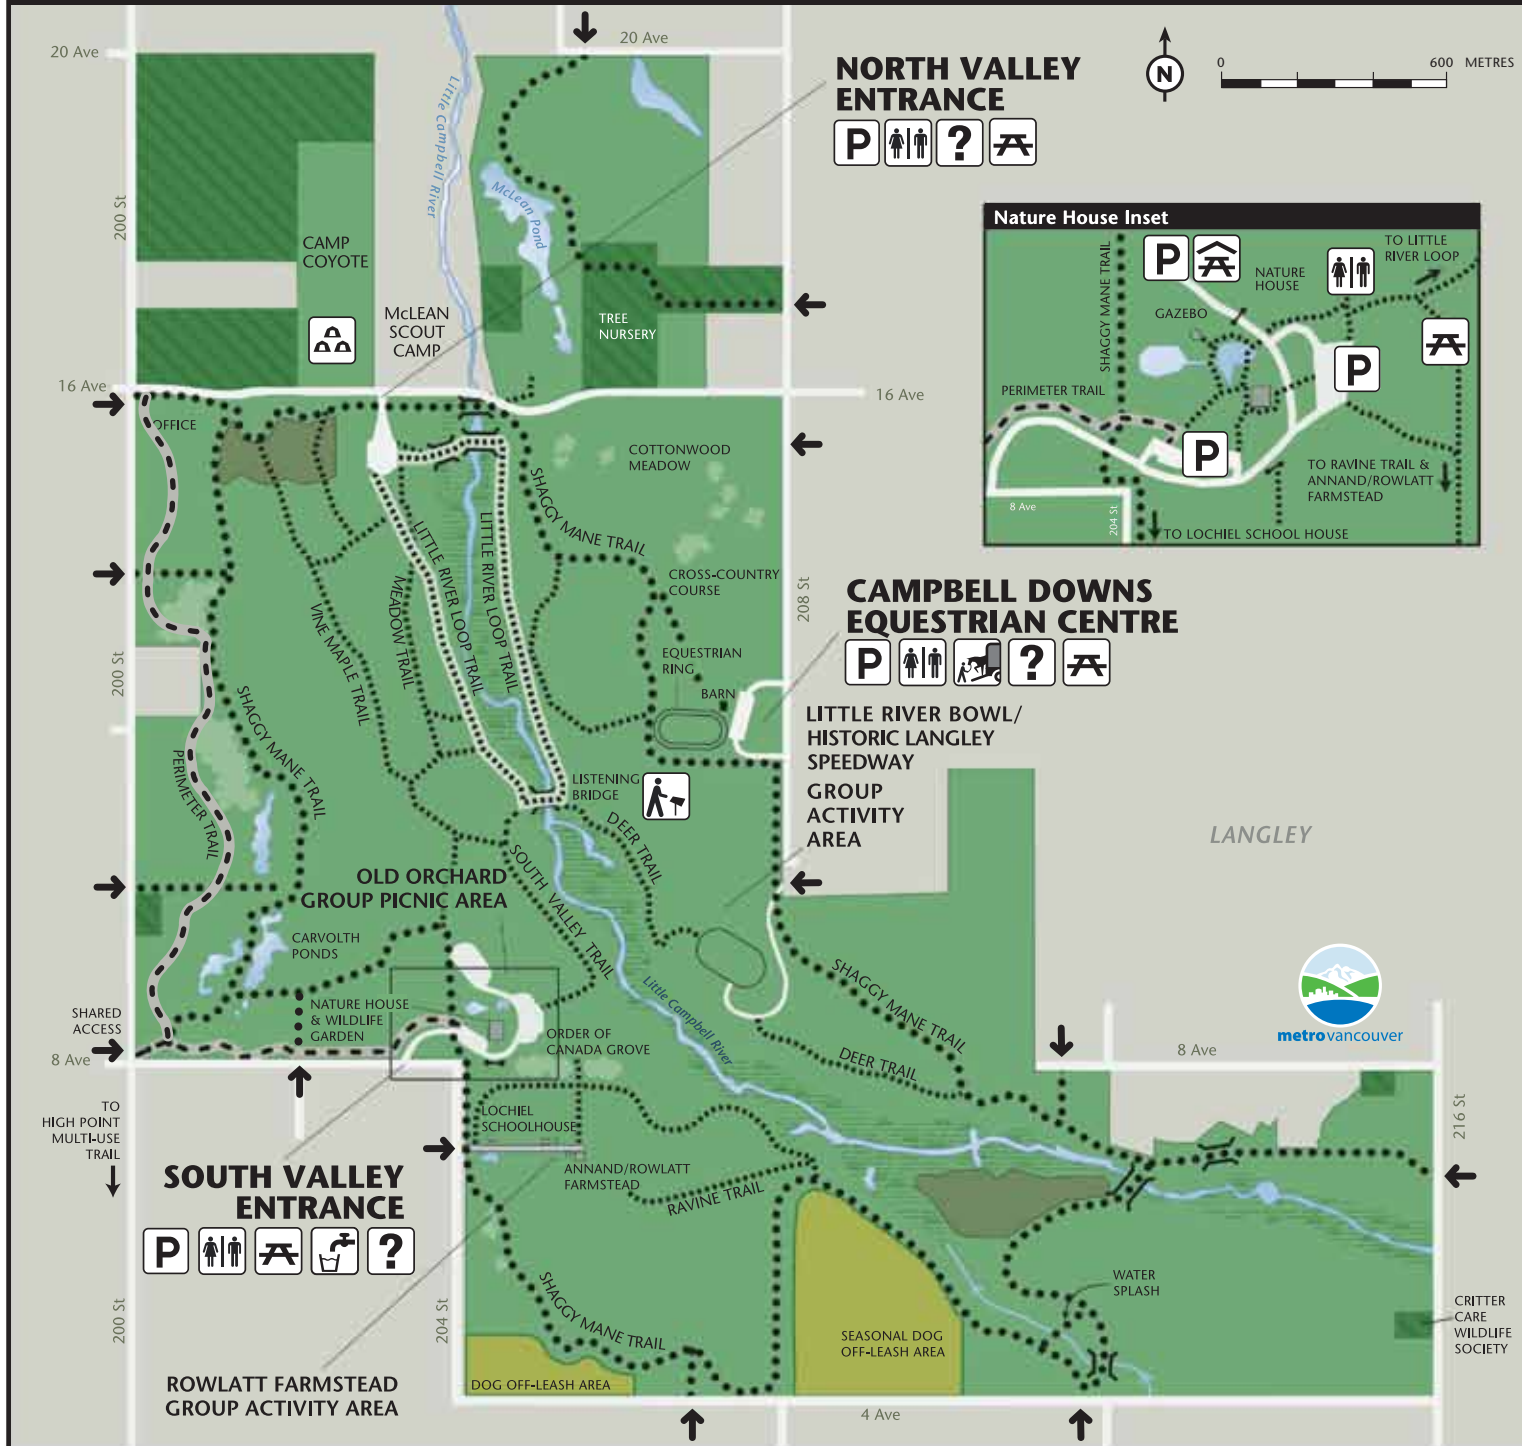 20 Ave
20 Ave
200 St
Little Campbell River
McLean Pond
CAMP
COYOTE
McLEAN
SCOUT
CAMP
TREE
NURSERY
NORTH VALLEY
ENTRANCE
P
?
N
0
600
METRES
Nature House Inset
SHAGGY MANE TRAIL
P
NATURE
HOUSE
TO LITTLE
RIVER LOOP
GAZEBO
P
PERIMETER TRAIL
P
TO RAVINE TRAIL &
ANNAND/ROWLATT
FARMSTEAD
8 Ave
204 St
TO LOCHIEL SCHOOL HOUSE
16 Ave
16 Ave
OFFICE
COTTONWOOD
MEADOW
SHAGGY MANE TRAIL
LITTLE RIVER LOOP TRAIL
LITTLE RIVER LOOP TRAIL
MEADOW TRAIL
VINE MAPLE TRAIL
CROSS-COUNTRY
COURSE
208 St
CAMPBELL DOWNS
EQUESTRIAN CENTRE
P
?
EQUESTRIAN
RING
BARN
200 St
SHAGGY MANE TRAIL
PERIMETER TRAIL
LITTLE RIVER BOWL/
HISTORIC LANGLEY
SPEEDWAY
GROUP
ACTIVITY
AREA
LISTENING
BRIDGE
DEER TRAIL
SOUTH VALLEY TRAIL
LANGLEY
OLD ORCHARD
GROUP PICNIC AREA
CARVOLTH
PONDS
SHAGGY MANE TRAIL
Little Campbell River
NATURE HOUSE
& WILDLIFE
GARDEN
ORDER OF
CANADA GROVE
DEER TRAIL
metrovancouver
SHARED
ACCESS
8 Ave
8 Ave
TO
HIGH POINT
MULTI-USE
TRAIL
LOCHIEL
SCHOOLHOUSE
216 St
ANNAND/ROWLATT
FARMSTEAD
RAVINE TRAIL
SOUTH VALLEY
ENTRANCE
P
?
WATER
SPLASH
SHAGGY MANE TRAIL
200 St
204 St
SEASONAL DOG
OFF-LEASH AREA
CRITTER
CARE
WILDLIFE
SOCIETY
ROWLATT FARMSTEAD
GROUP ACTIVITY AREA
DOG OFF-LEASH AREA
4 Ave